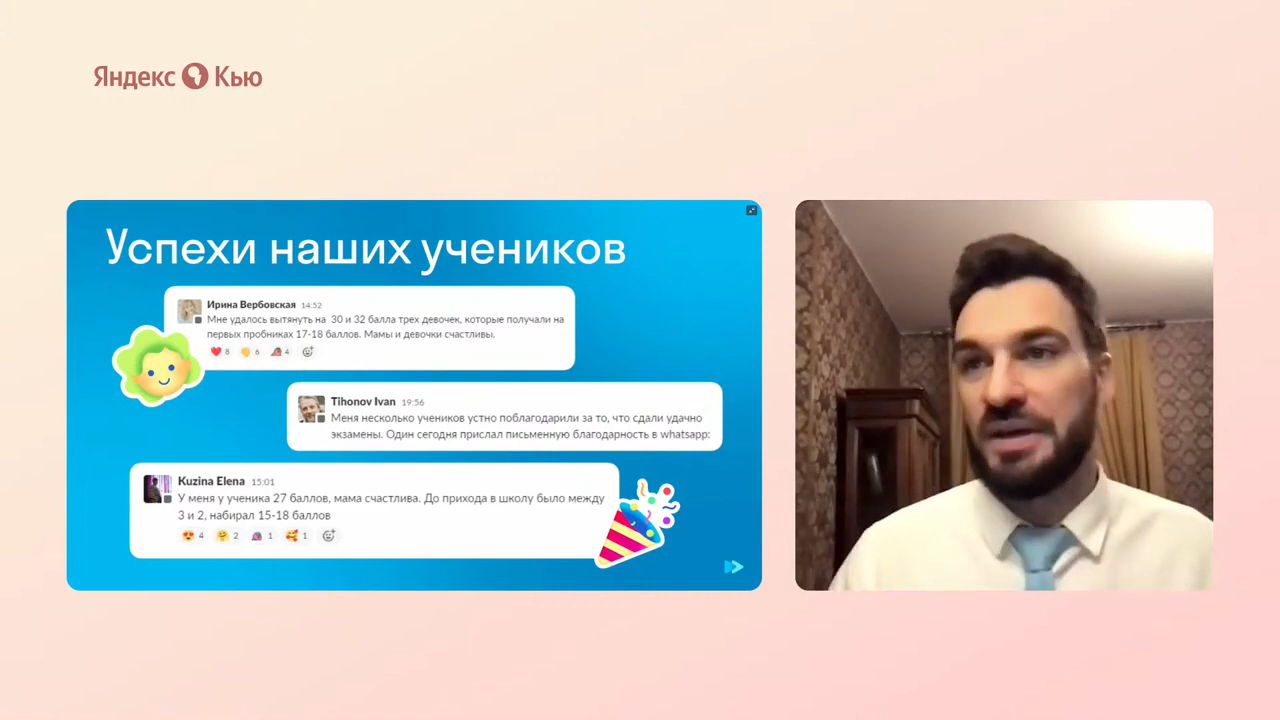 Яндекс Кью
Успехи наших учеников
Ирина Вербовская 14:52
Мне удалось вытянуть на 30 и 32 балла трех девочек, которые получали на
первых пробниках 17-18 баллов. Мамы и девочки счастливы.
8 6 4
Tihonov Ivan 19:56
Меня несколько учеников устно поблагодарили за то, что сдали удачно
экзамены. Один сегодня прислал письменную благодарность в whatsapp:
Kuzina Elena 15:01
У меня у ученика 27 баллов, мама счастлива. До прихода в школу было между
3 и 2, набирал 15-18 баллов
4 2 1 1